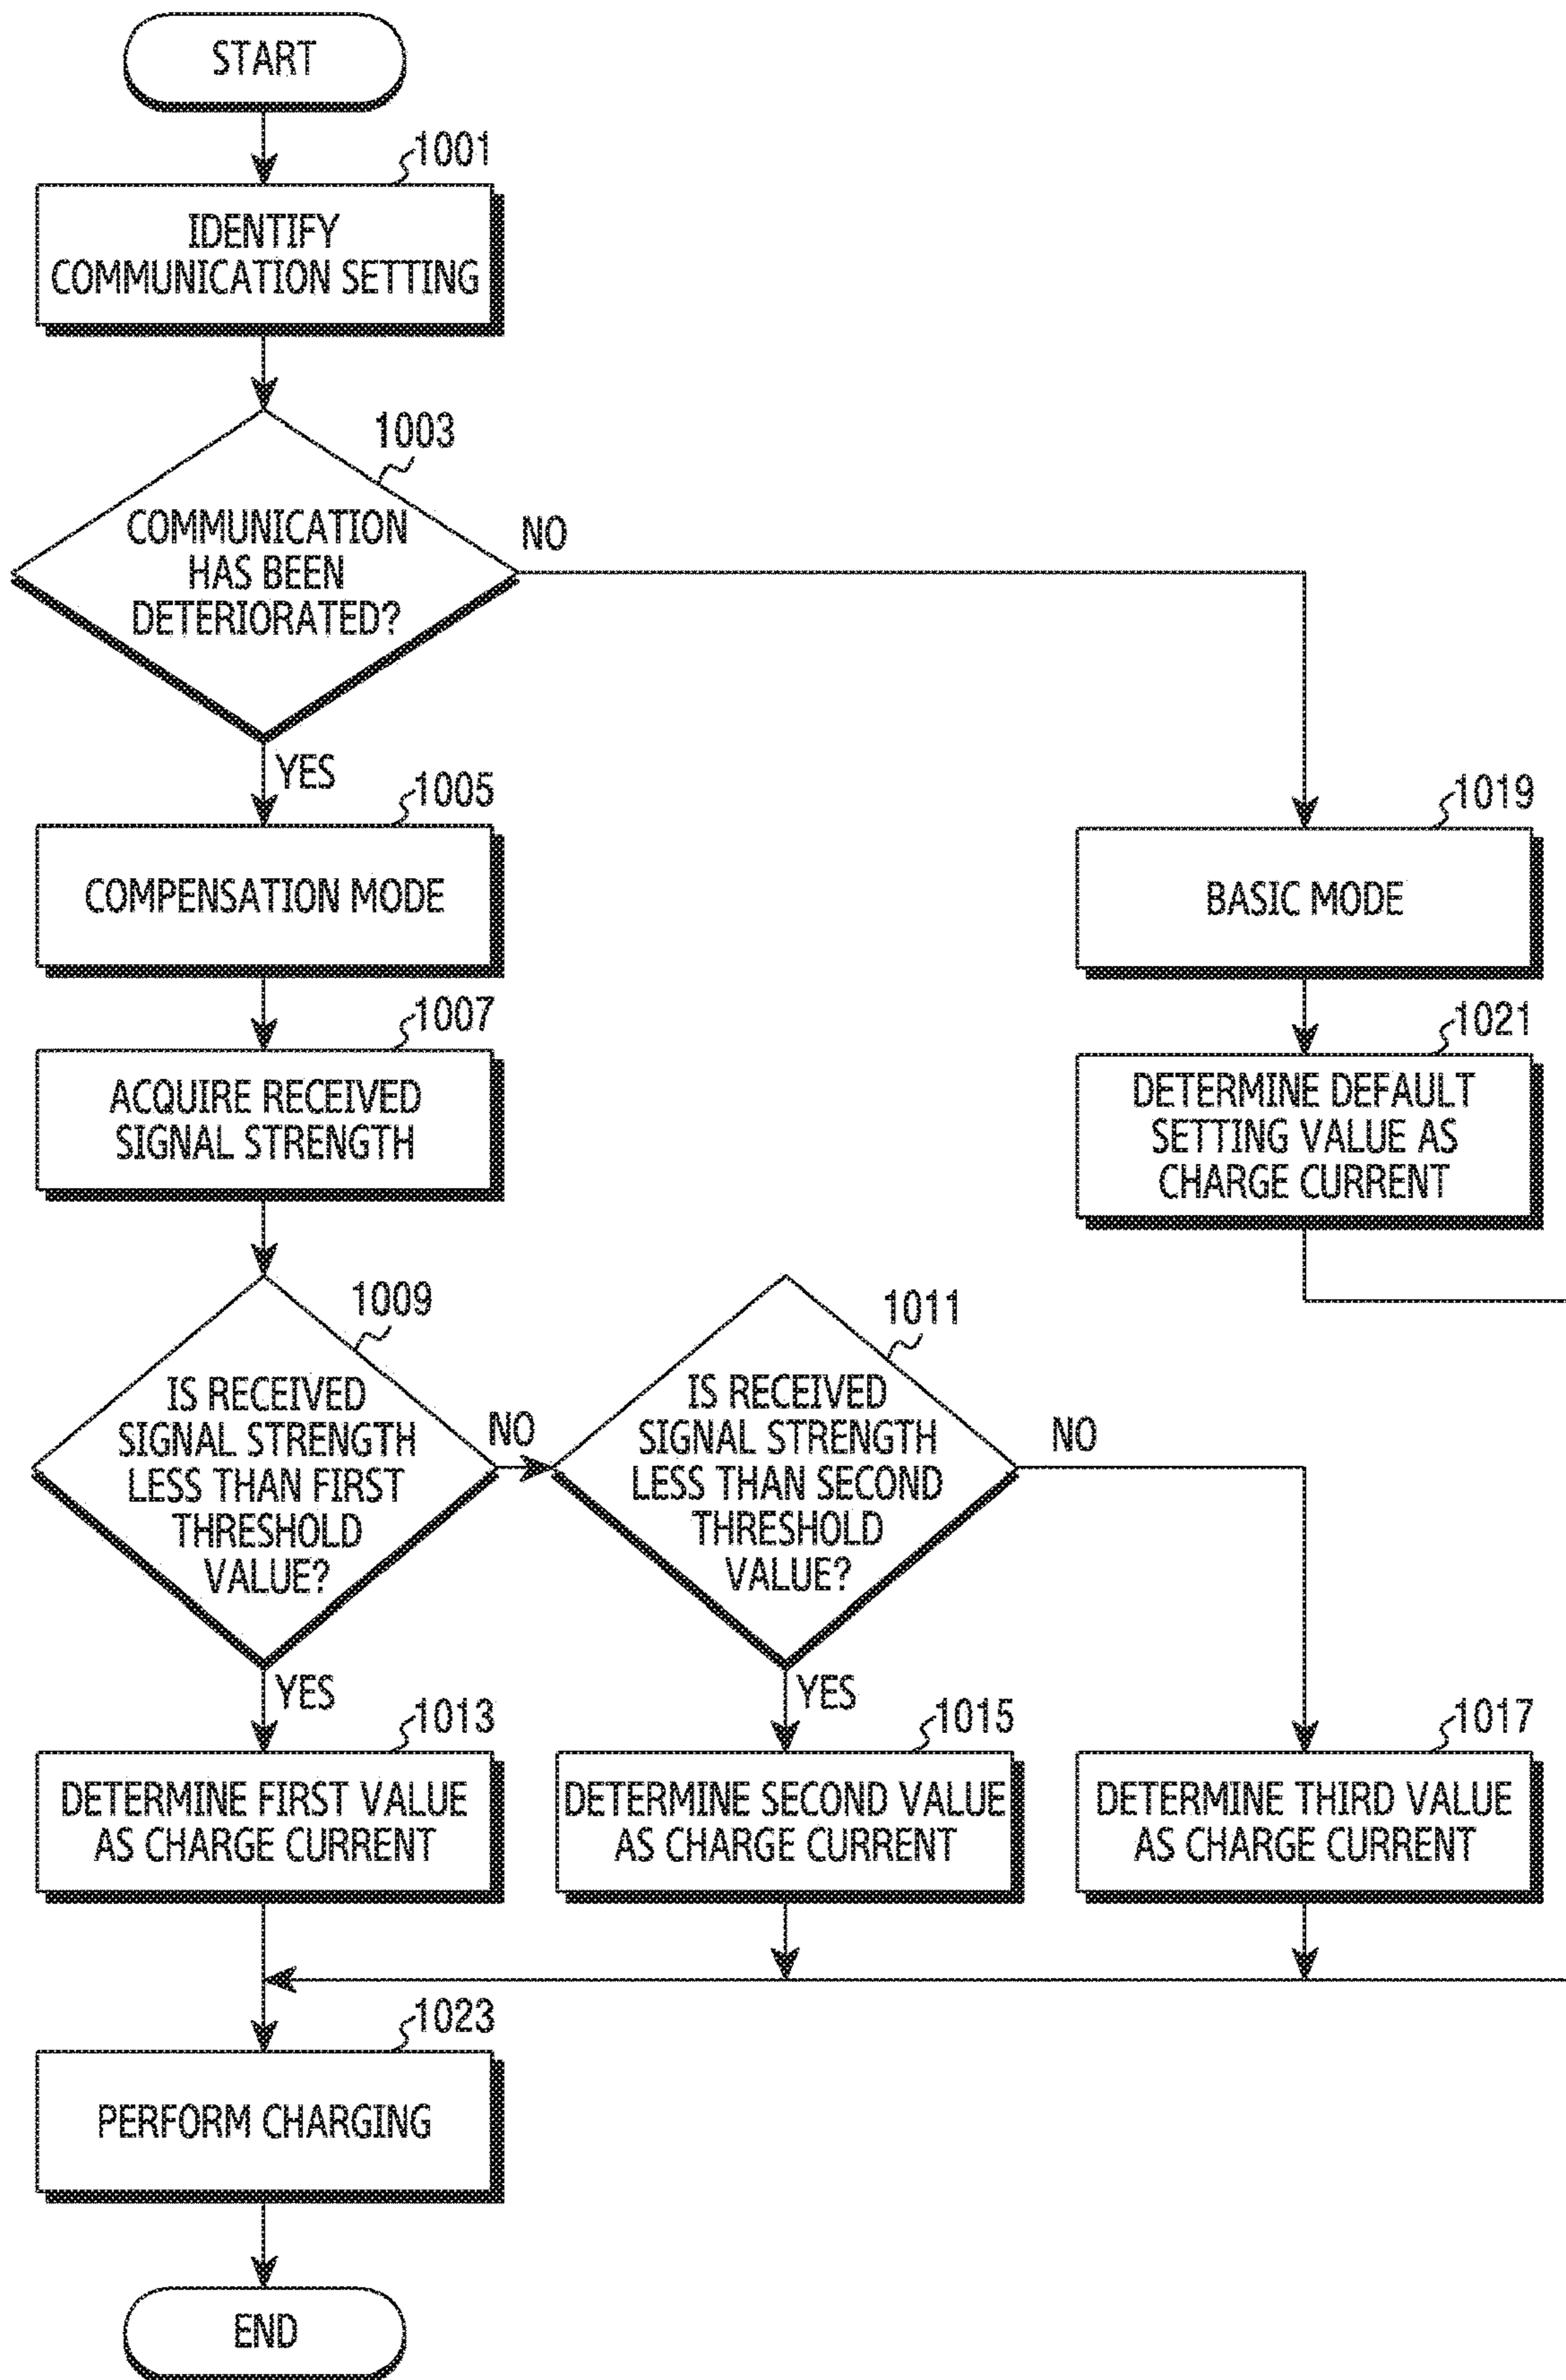 START
1001
IDENTIFY
COMMUNICATION SETTING
1003
COMMUNICATION
HAS BEEN
DETERIORATED?
NO
YES
1005
COMPENSATION MODE
1019
BASIC MODE
1007
ACQUIRE RECEIVED
SIGNAL STRENGTH
1021
DETERMINE DEFAULT
SETTING VALUE AS
CHARGE CURRENT
1009
IS RECEIVED
SIGNAL STRENGTH
LESS THAN FIRST
THRESHOLD
VALUE?
NO
YES
1011
IS RECEIVED
SIGNAL STRENGTH
LESS THAN SECOND
THRESHOLD
VALUE?
NO
YES
1013
DETERMINE FIRST VALUE
AS CHARGE CURRENT
1015
DETERMINE SECOND VALUE
AS CHARGE CURRENT
1017
DETERMINE THIRD VALUE
AS CHARGE CURRENT
1023
PERFORM CHARGING
END